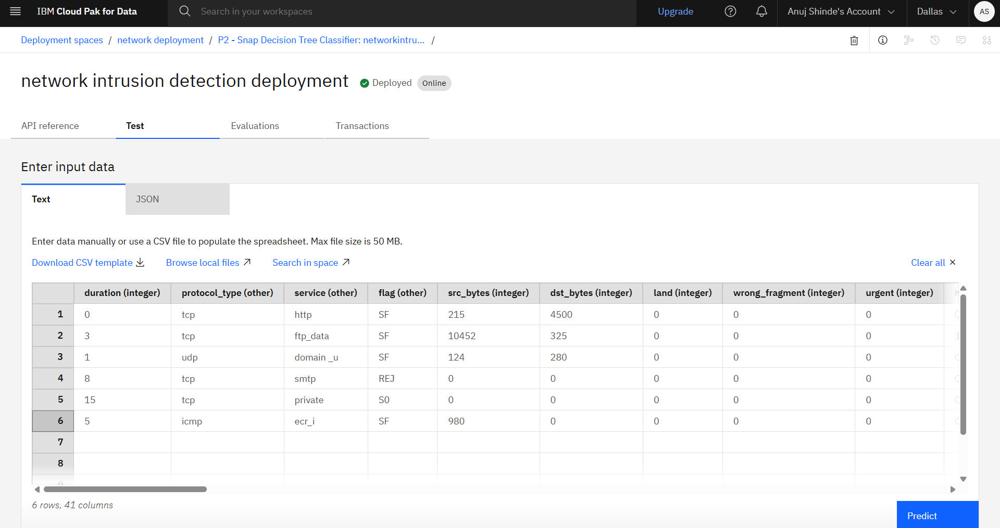 IBM Cloud Pak for Data Search in your workspaces Upgrade Anuj Shinde's Account Dallas AS
Deployment spaces / network deployment / P2 - Snap Decision Tree Classifier: networkintru... /
network intrusion detection deployment Deployed Online
API reference Test Evaluations Transactions
Enter input data
Text JSON
Enter data manually or use a CSV file to populate the spreadsheet. Max file size is 50 MB.
Download CSV template Browse local files Search in space Clear all
duration (integer) protocol_type (other) service (other) flag (other) src_bytes (integer) dst_bytes (integer) land (integer) wrong_fragment (integer) urgent (integer)
1 0 tcp http SF 215 4500 0 0 0
2 3 tcp ftp_data SF 10452 325 0 0 0
3 1 udp domain _u SF 124 280 0 0 0
4 8 tcp smtp REJ 0 0 0 0 0
5 15 tcp private S0 0 0 0 0 0
6 5 icmp ecr_i SF 980 0 0 0 0
7
8
6 rows, 41 columns
Predict